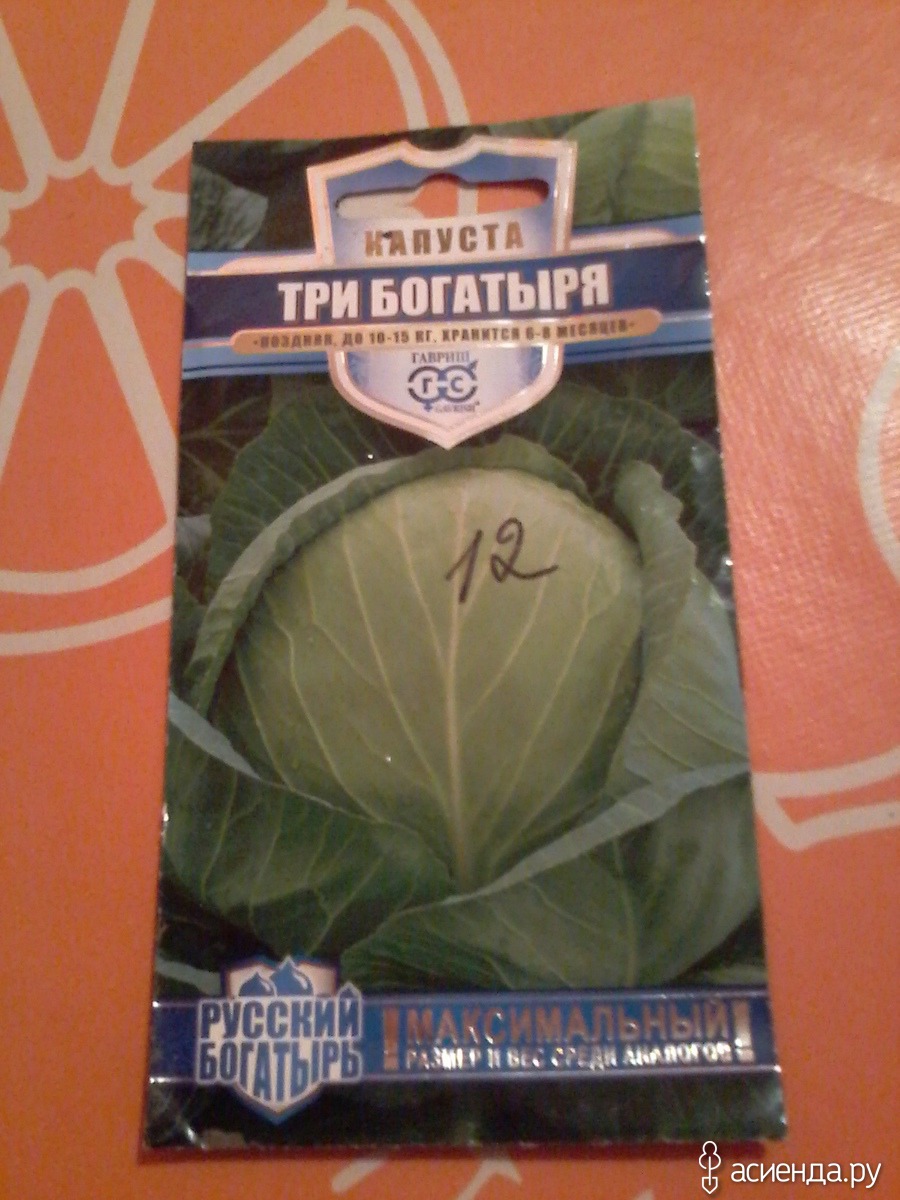 КАПУСТА
ТРИ БОГАТЫРЯ
•ПОЗДНЯЯ, ДО 10-15 КГ, ХРАНИТСЯ 6-8 МЕСЯЦЕВ•
ГАВРИШ
Г С
GAVRISH
12
РУССКИЙ
БОГАТЫРЬ
! МАКСИМАЛЬНЫЙ !
РАЗМЕР И ВЕС СРЕДИ АНАЛОГОВ
асиенда.ру